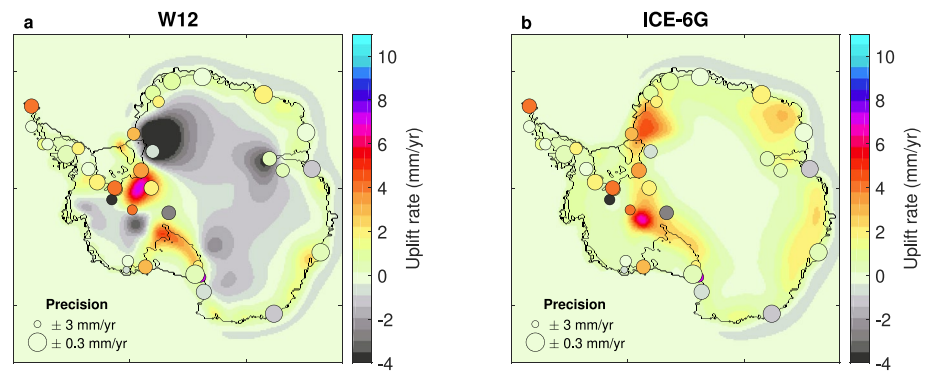 a
W12
10
8
6
4
2
0
-2
-4
Uplift rate (mm/yr)
Precision
± 3 mm/yr
± 0.3 mm/yr
b
ICE-6G
10
8
6
4
2
0
-2
-4
Uplift rate (mm/yr)
Precision
± 3 mm/yr
± 0.3 mm/yr